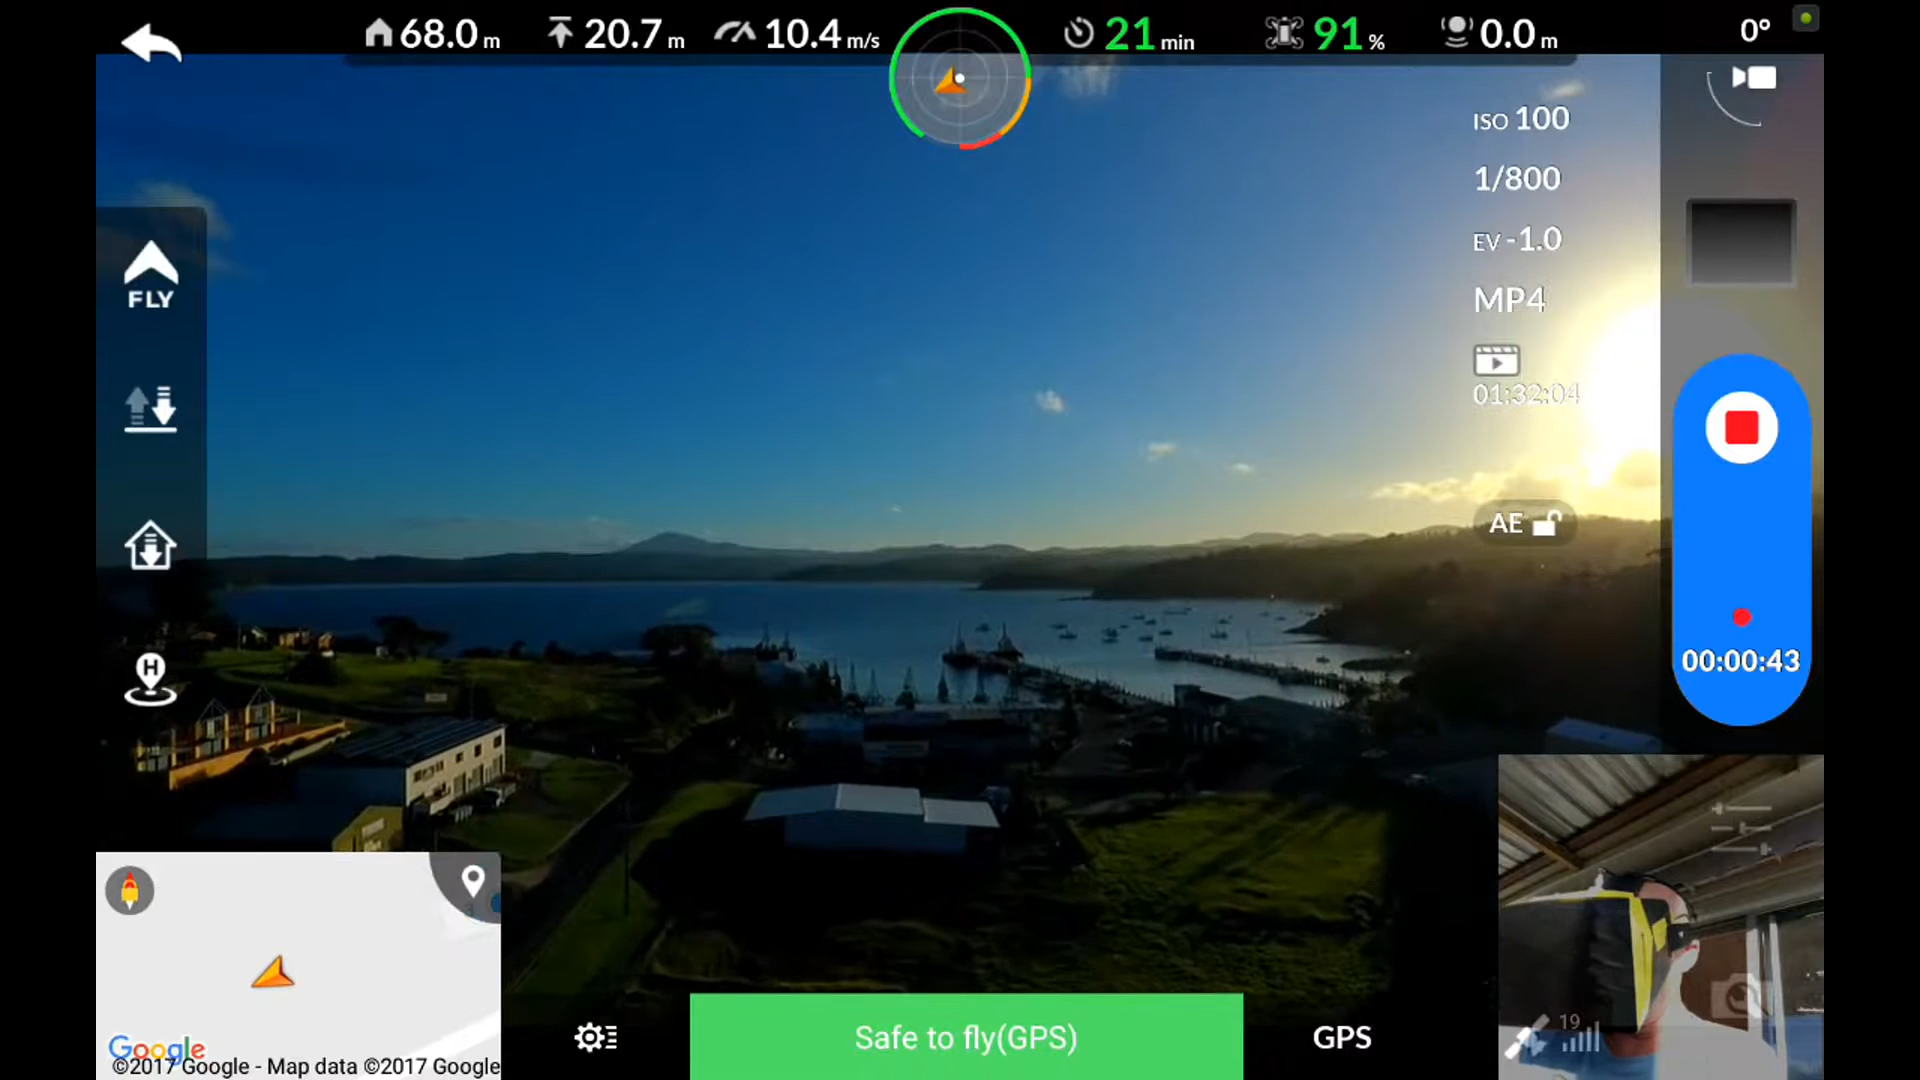 68.0 m 20.7 m 10.4 m/s 21 min 91 % 0.0 m 0°
ISO 100
1/800
EV -1.0
MP4
01:32:04
FLY
AE
H
00:00:43
3
Google
©2017 Google - Map data ©2017 Google
Safe to fly(GPS)
GPS
19